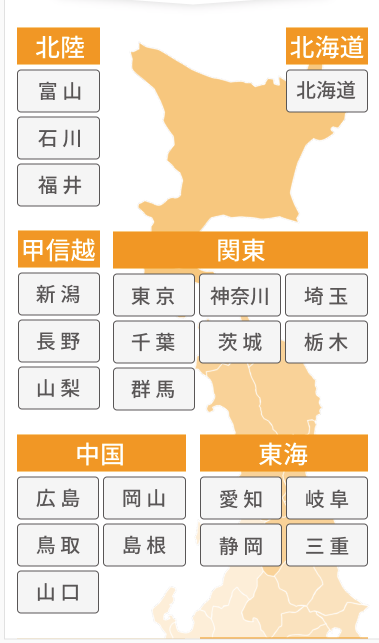 北陸
富山
石川
福井
北海道
北海道
甲信越
新潟
長野
山梨
関東
東京 神奈川 埼玉
千葉 茨城 栃木
群馬
中国
広島 岡山
鳥取 島根
山口
東海
愛知 岐阜
静岡 三重